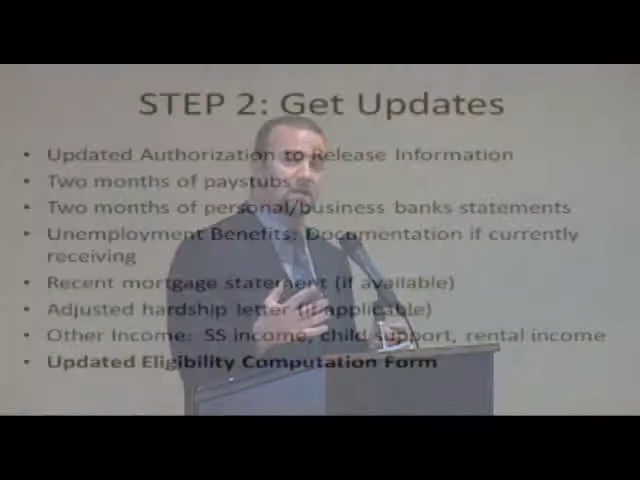 STEP 2: Get Updates
• Updated Authorization to Release Information
• Two months of paystubs
• Two months of personal/business banks statements
• Unemployment Benefits: Documentation if currently
receiving
• Recent mortgage statement (if available)
• Adjusted hardship letter (if applicable)
• Other Income: SS income, child support, rental income
• Updated Eligibility Computation Form